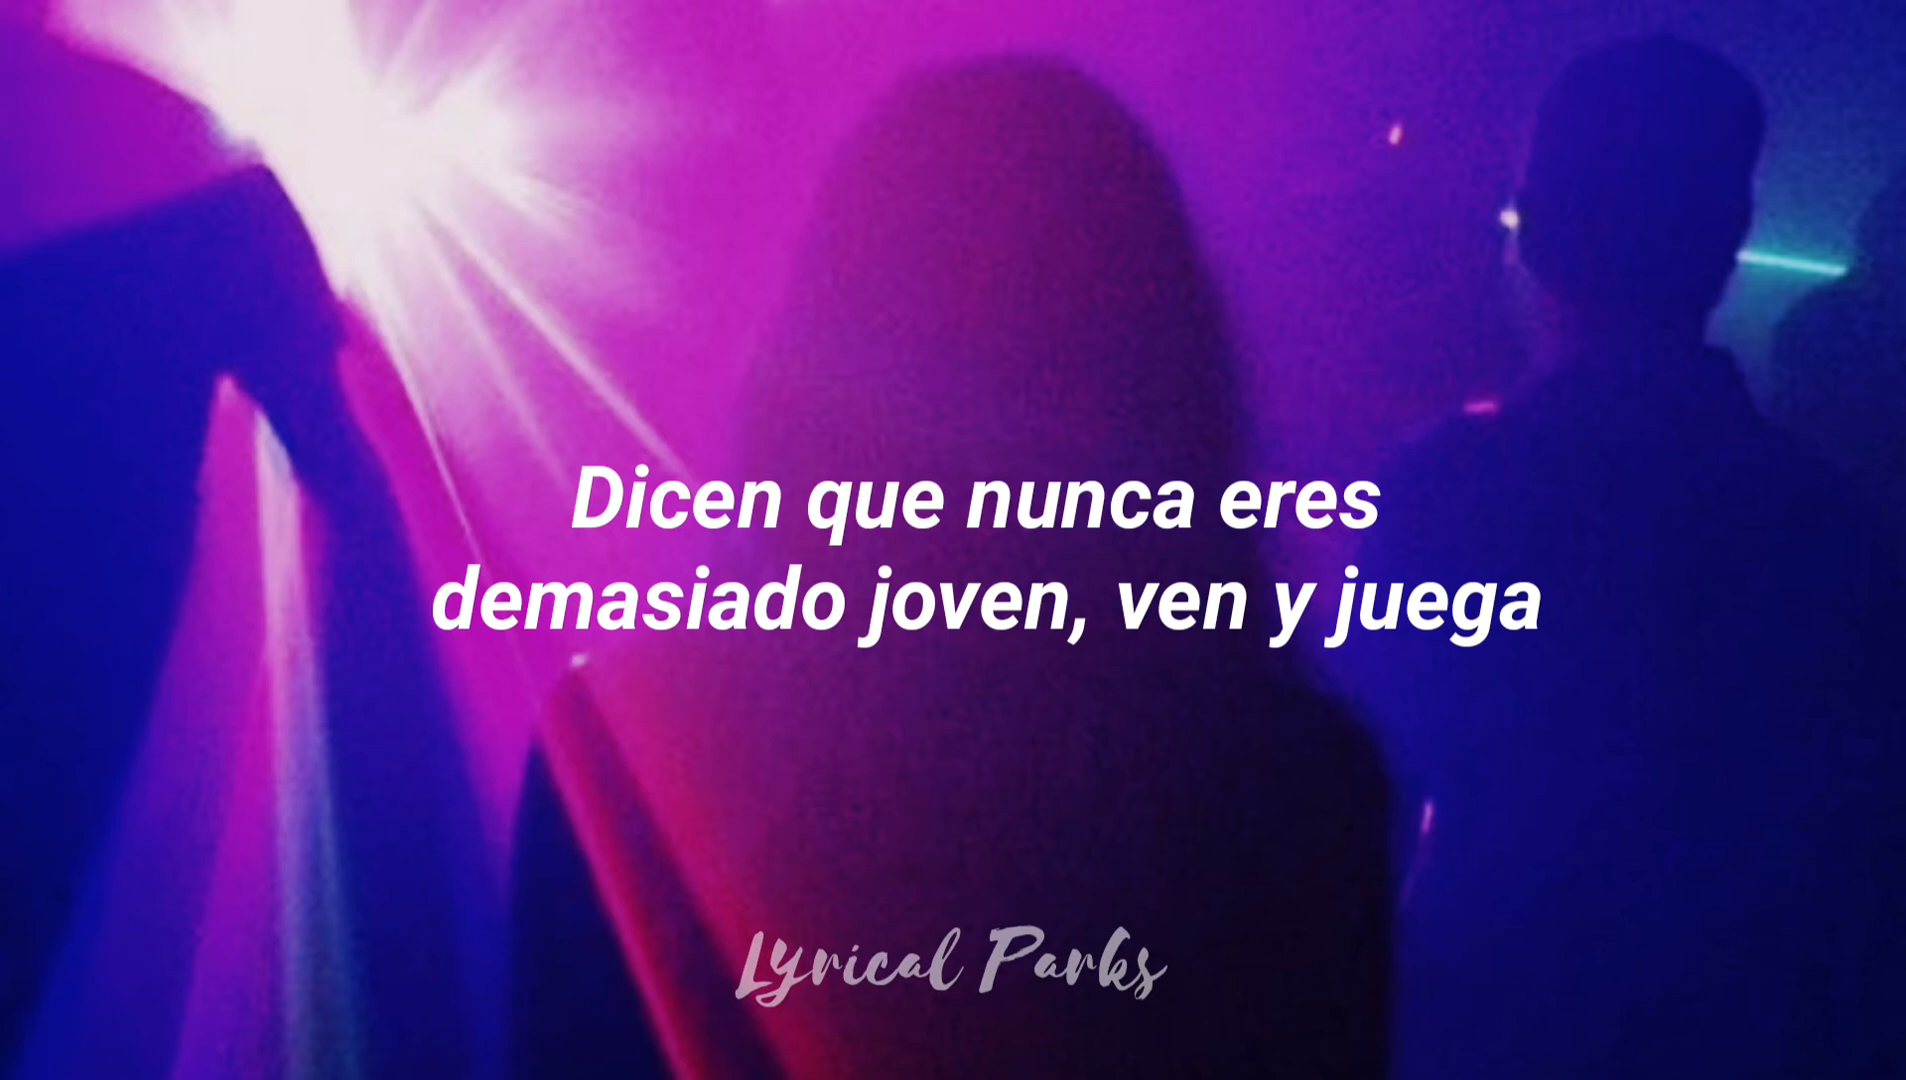 Dicen que nunca eres
demasiado joven, ven y juega
Lyrical Parks